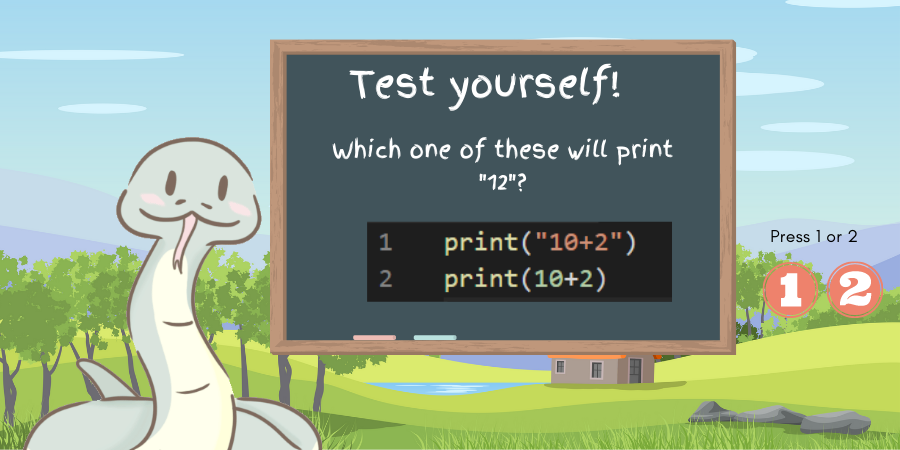 Test yourself!
Which one of these will print
"12"?
1 print("10+2")
2 print(10+2)
Press 1 or 2
1 2